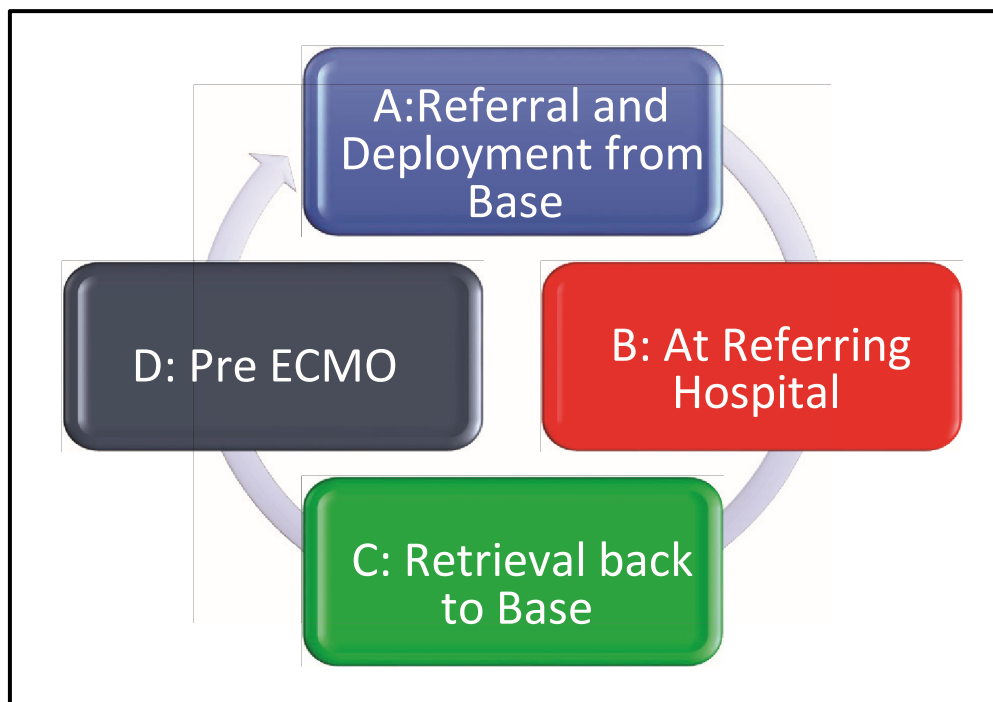 A:Referral and
Deployment from
Base
B: At Referring
Hospital
C: Retrieval back
to Base
D: Pre ECMO